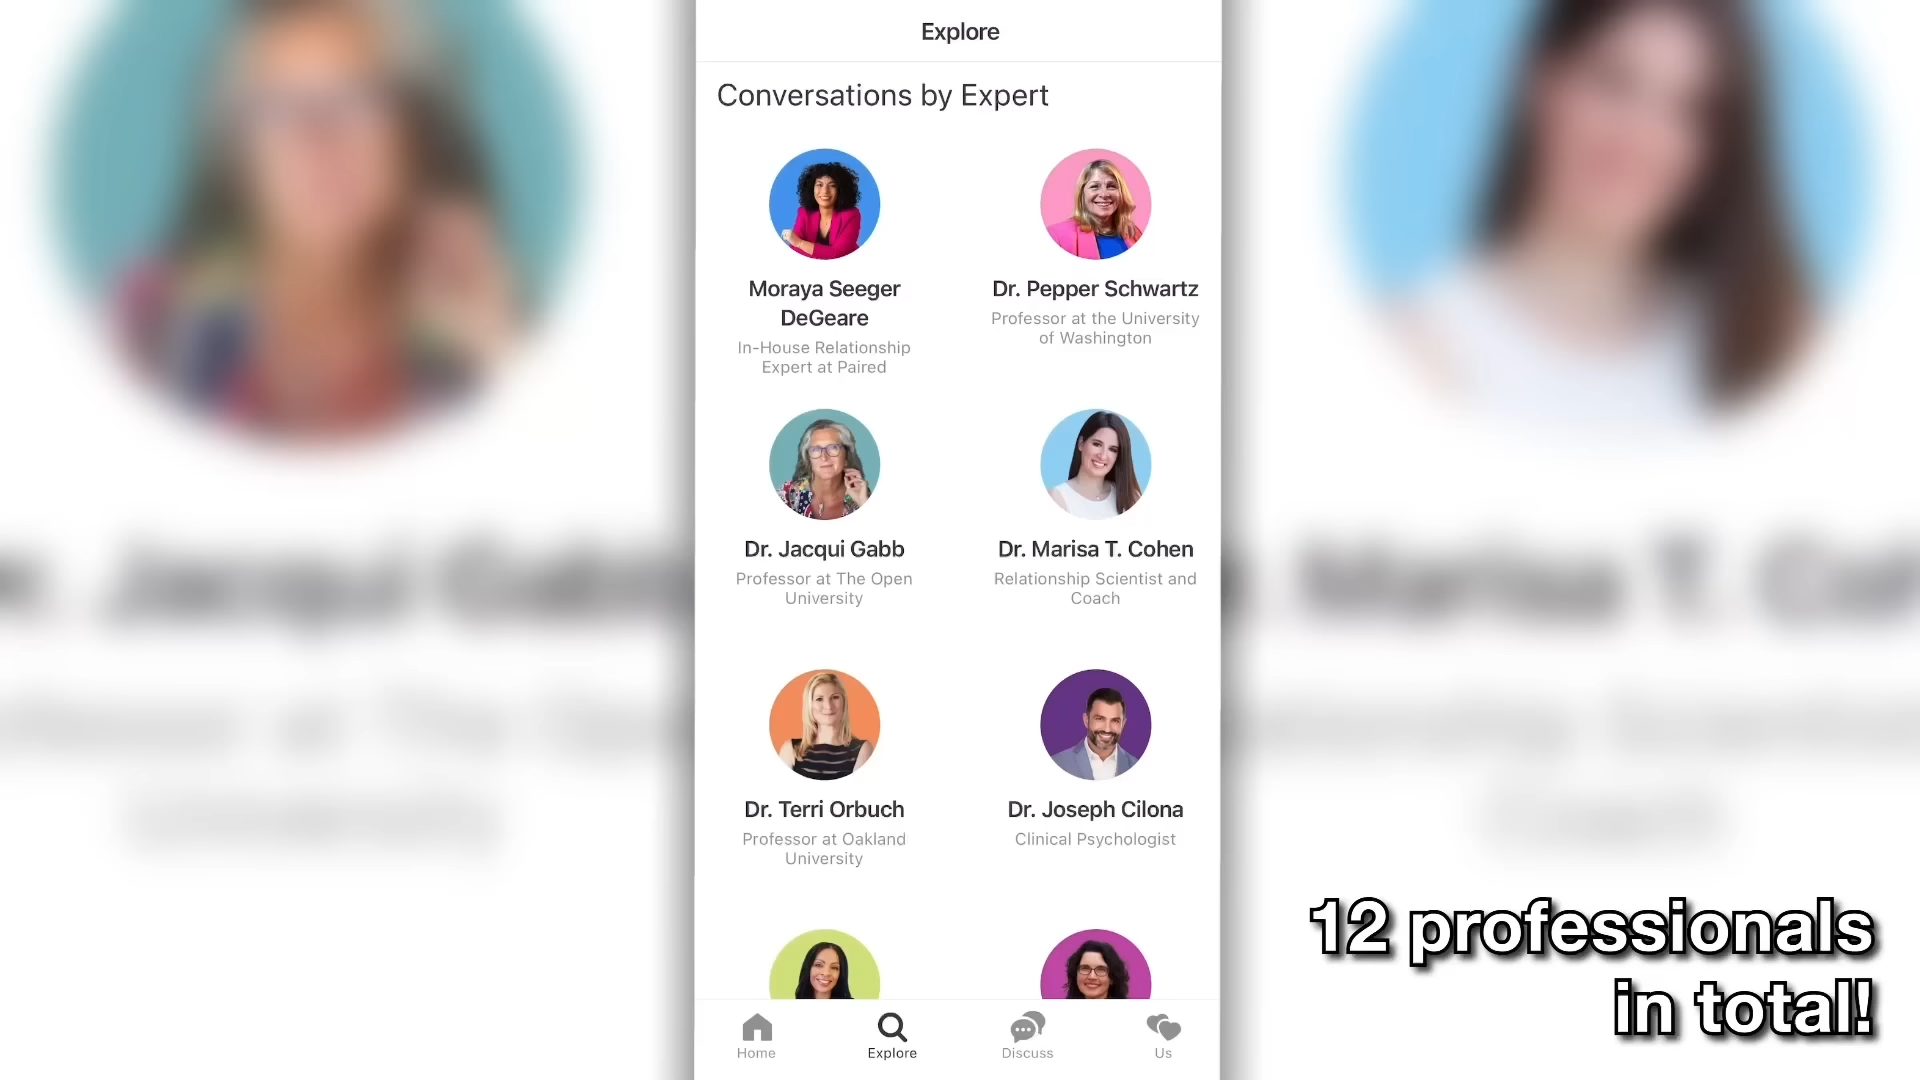 Explore
Conversations by Expert
Moraya Seeger
DeGeare
In-House Relationship
Expert at Paired
Dr. Pepper Schwartz
Professor at the University
of Washington
Dr. Jacqui Gabb
Professor at The Open
University
Dr. Marisa T. Cohen
Relationship Scientist and
Coach
Dr. Terri Orbuch
Professor at Oakland
University
Dr. Joseph Cilona
Clinical Psychologist
12 professionals
in total!
Home
Explore
Discuss
Us